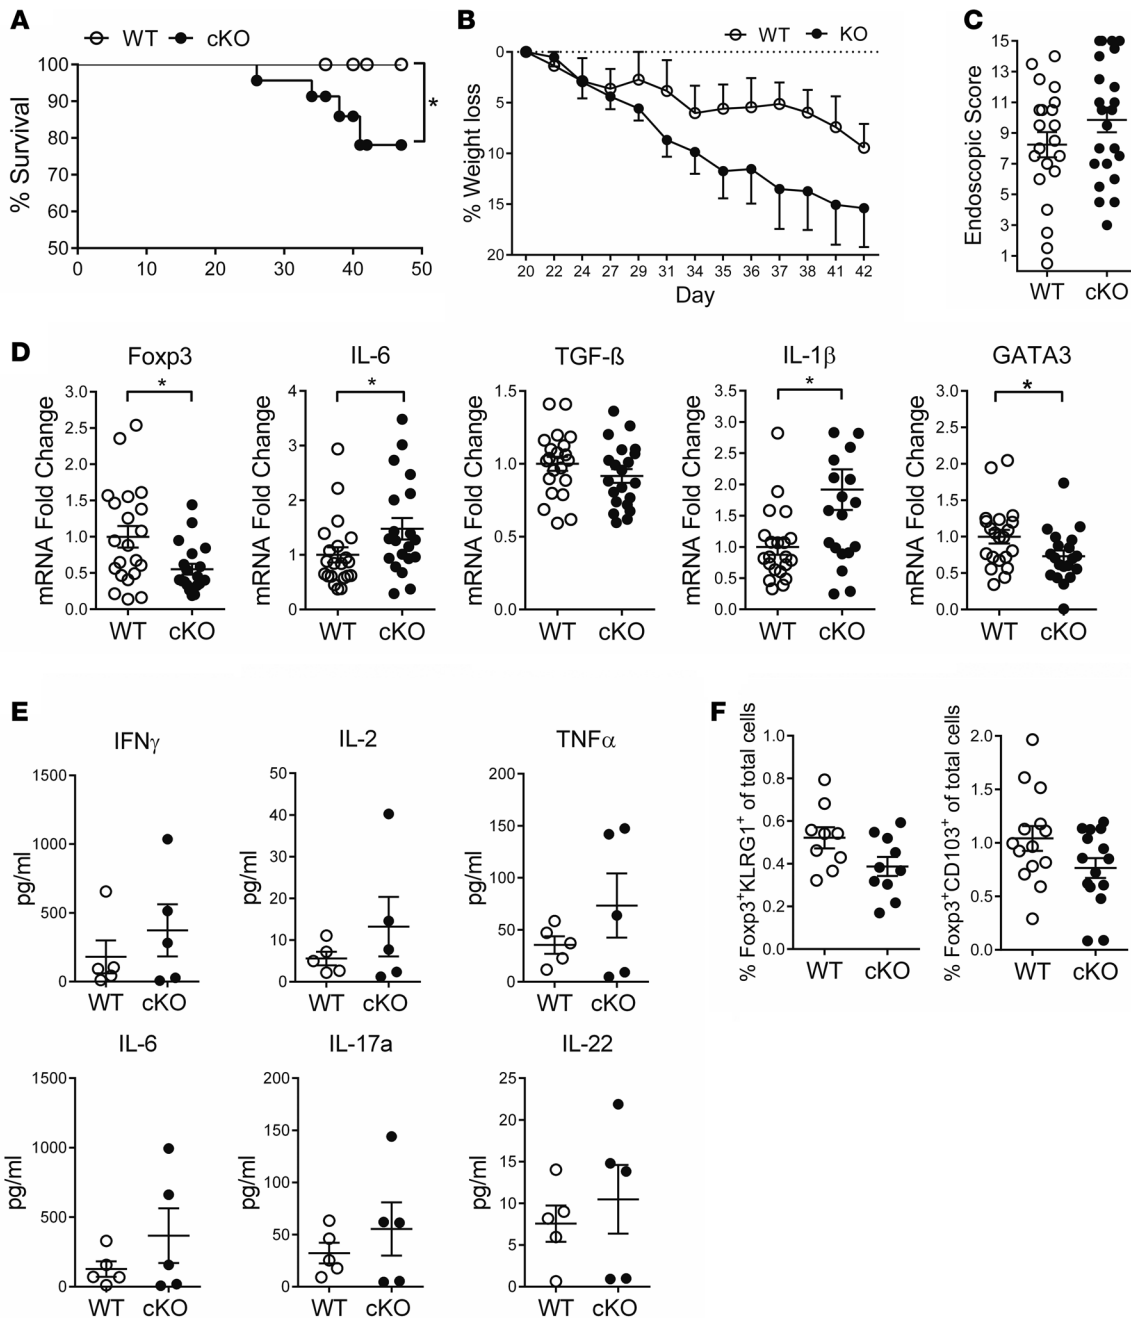 A
WT cKO
% Survival
100
90
80
70
60
50
0 10 20 30 40 50
*
B
WT KO
% Weight loss
0
5
10
15
20
20 22 24 27 29 31 34 35 36 37 38 41 42
Day
C
Endoscopic Score
15
13
11
9
7
5
3
1
WT cKO
D
Foxp3
*
mRNA Fold Change
3.0
2.5
2.0
1.5
1.0
0.5
0.0
WT cKO
IL-6
*
mRNA Fold Change
4
3
2
1
0
WT cKO
TGF-ß
mRNA Fold Change
1.5
1.0
0.5
0.0
WT cKO
IL-1β
*
mRNA Fold Change
3.5
3.0
2.5
2.0
1.5
1.0
0.5
0.0
WT cKO
GATA3
*
mRNA Fold Change
3.0
2.5
2.0
1.5
1.0
0.5
0.0
WT cKO
E
IFNγ
pg/ml
1500
1000
500
0
WT cKO
IL-2
pg/ml
50
40
30
20
10
0
WT cKO
TNFα
pg/ml
200
150
100
50
0
WT cKO
IL-6
pg/ml
1500
1000
500
0
WT cKO
IL-17a
pg/ml
200
150
100
50
0
WT cKO
IL-22
pg/ml
25
20
15
10
5
0
WT cKO
F
% Foxp3⁺KLRG1⁺ of total cells
1.0
0.8
0.6
0.4
0.2
0.0
WT cKO
% Foxp3⁺CD103⁺ of total cells
2.0
1.5
1.0
0.5
0.0
WT cKO